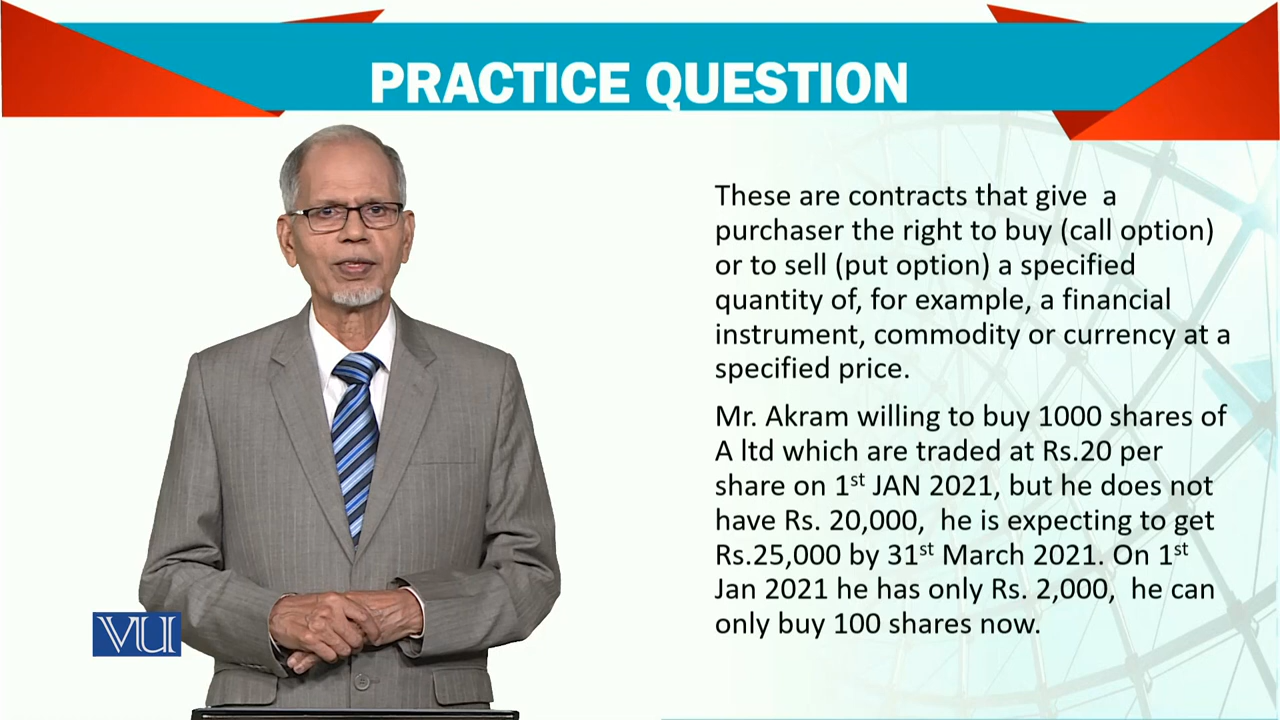 PRACTICE QUESTION
These are contracts that give a
purchaser the right to buy (call option)
or to sell (put option) a specified
quantity of, for example, a financial
instrument, commodity or currency at a
specified price.
Mr. Akram willing to buy 1000 shares of
A ltd which are traded at Rs.20 per
share on 1st JAN 2021, but he does not
have Rs. 20,000, he is expecting to get
Rs.25,000 by 31st March 2021. On 1st
Jan 2021 he has only Rs. 2,000, he can
only buy 100 shares now.
VU